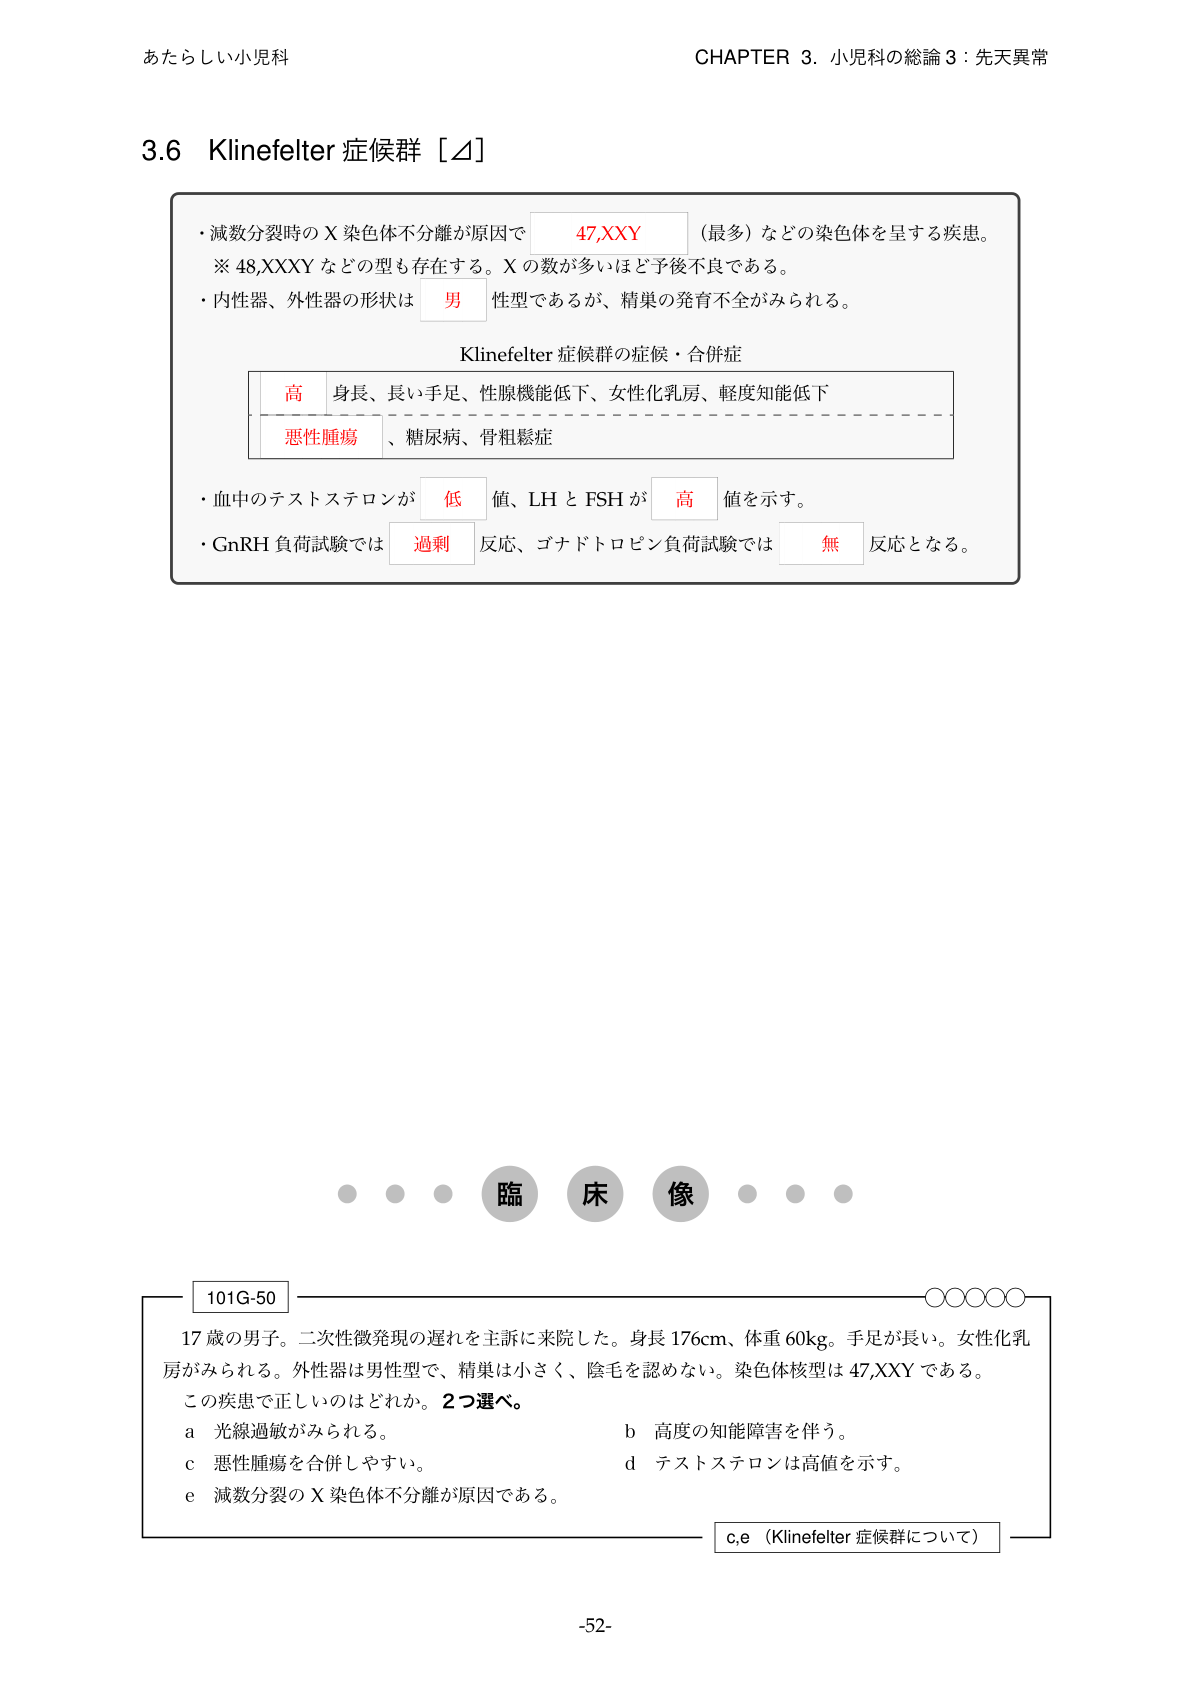 あたらしい小児科
CHAPTER 3. 小児科の総論 3：先天異常
3.6 Klinefelter 症候群［⊿］
・減数分裂時の X 染色体不分離が原因で 47,XXY （最多）などの染色体を呈する疾患。
※ 48,XXXY などの型も存在する。X の数が多いほど予後不良である。
・内性器、外性器の形状は 男 性型であるが、精巣の発育不全がみられる。
Klinefelter 症候群の症候・合併症
高 身長、長い手足、性腺機能低下、女性化乳房、軽度知能低下
悪性腫瘍 、糖尿病、骨粗鬆症
・血中のテストステロンが 低 値、LH と FSH が 高 値を示す。
・GnRH 負荷試験では 過剰 反応、ゴナドトロピン負荷試験では 無 反応となる。
臨 床 像
101G-50
○○○○○
17 歳の男子。二次性徴発現の遅れを主訴に来院した。身長 176cm、体重 60kg。手足が長い。女性化乳
房がみられる。外性器は男性型で、精巣は小さく、陰毛を認めない。染色体核型は 47,XXY である。
この疾患で正しいのはどれか。2つ選べ。
a 光線過敏がみられる。
b 高度の知能障害を伴う。
c 悪性腫瘍を合併しやすい。
d テストステロンは高値を示す。
e 減数分裂の X 染色体不分離が原因である。
c,e （Klinefelter 症候群について）
-52-